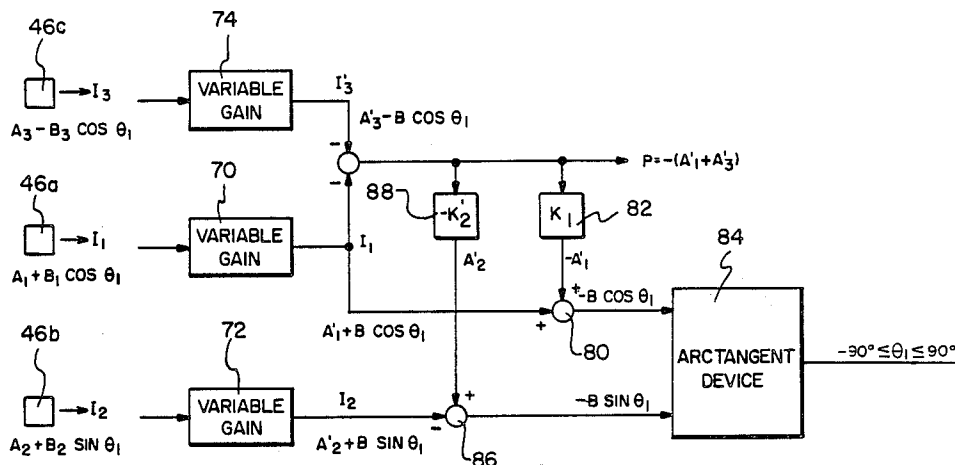 46c
I3
A3 − B3 COS θ1
74
VARIABLE
GAIN
I'3
A'3 − B COS θ1
−
−
P=−(A'1 + A'3)
88
−K'2
K1
82
A'2
−A'1
46a
I1
A1 + B1 COS θ1
70
VARIABLE
GAIN
I1
A'1 + B COS θ1
+
+
−B COS θ1
80
84
ARCTANGENT
DEVICE
−90° ≤ θ1 ≤ 90°
46b
I2
A2 + B2 SIN θ1
72
VARIABLE
GAIN
I2
A'2 + B SIN θ1
+
−
−B SIN θ1
86